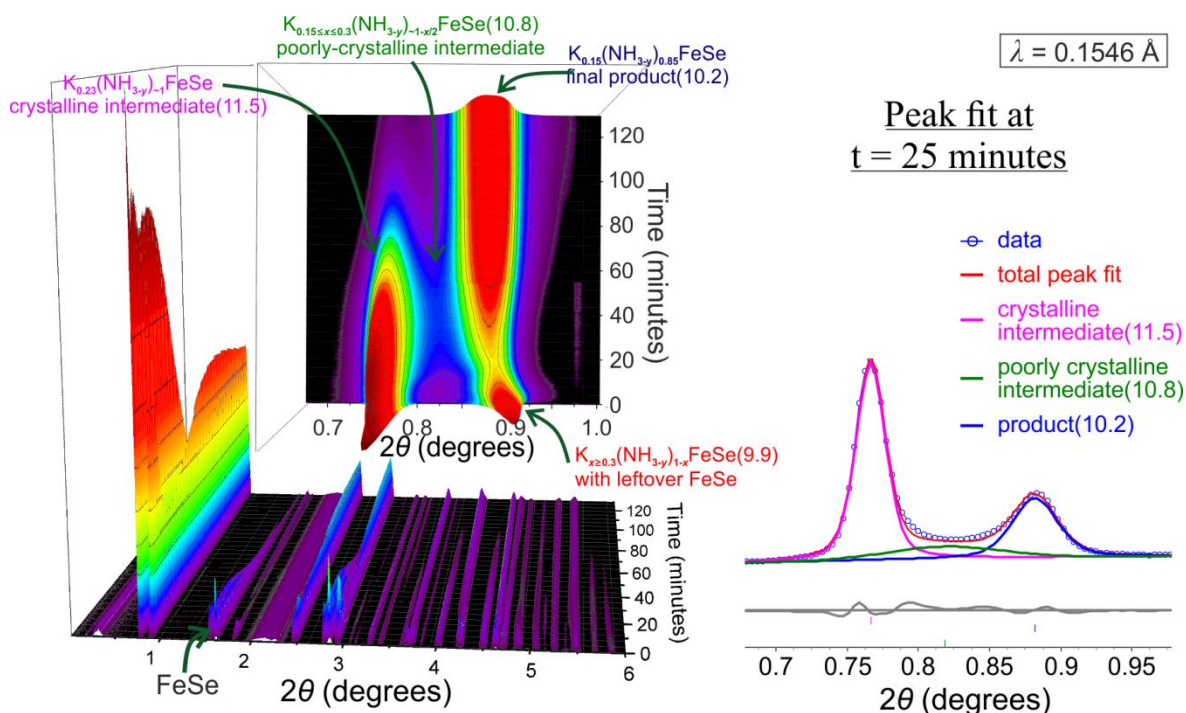 K0.15≤x≤0.3(NH3-y)~1-x/2FeSe(10.8)
poorly-crystalline intermediate
K0.23(NH3-y)~1FeSe
crystalline intermediate(11.5)
K0.15(NH3-y)0.85FeSe
final product(10.2)
120
100
80
60
40
20
0
Time (minutes)
0.7
0.8
0.9
1.0
2θ (degrees)
Kx≥0.3(NH3-y)1-xFeSe(9.9)
with leftover FeSe
120
100
80
60
40
20
0
Time (minutes)
1
2
3
4
5
6
FeSe
2θ (degrees)
λ = 0.1546 Å
Peak fit at
t = 25 minutes
data
total peak fit
crystalline
intermediate(11.5)
poorly crystalline
intermediate(10.8)
product(10.2)
0.7
0.75
0.8
0.85
0.9
0.95
2θ (degrees)